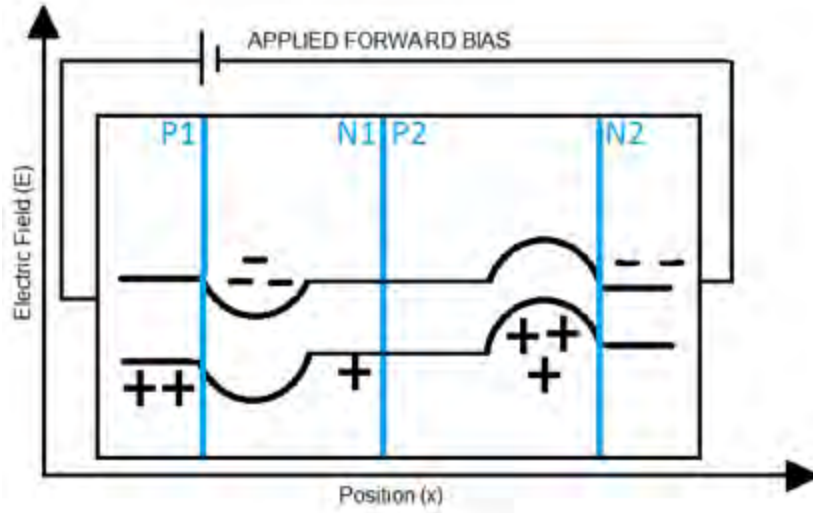 APPLIED FORWARD BIAS
P1 N1 P2 N2
Electric Field (E)
Position (x)